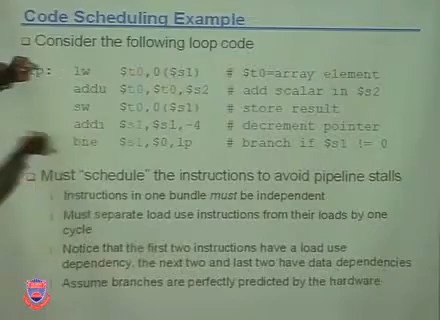 Code Scheduling Example
Consider the following loop code
lp: lw $t0,0($s1) # $t0=array element
addu $t0,$t0,$s2 # add scalar in $s2
sw $t0,0($s1) # store result
addi $s1,$s1,-4 # decrement pointer
bne $s1,$0,lp # branch if $s1 != 0
Must "schedule" the instructions to avoid pipeline stalls
Instructions in one bundle must be independent
Must separate load use instructions from their loads by one
cycle
Notice that the first two instructions have a load use
dependency, the next two and last two have data dependencies
Assume branches are perfectly predicted by the hardware